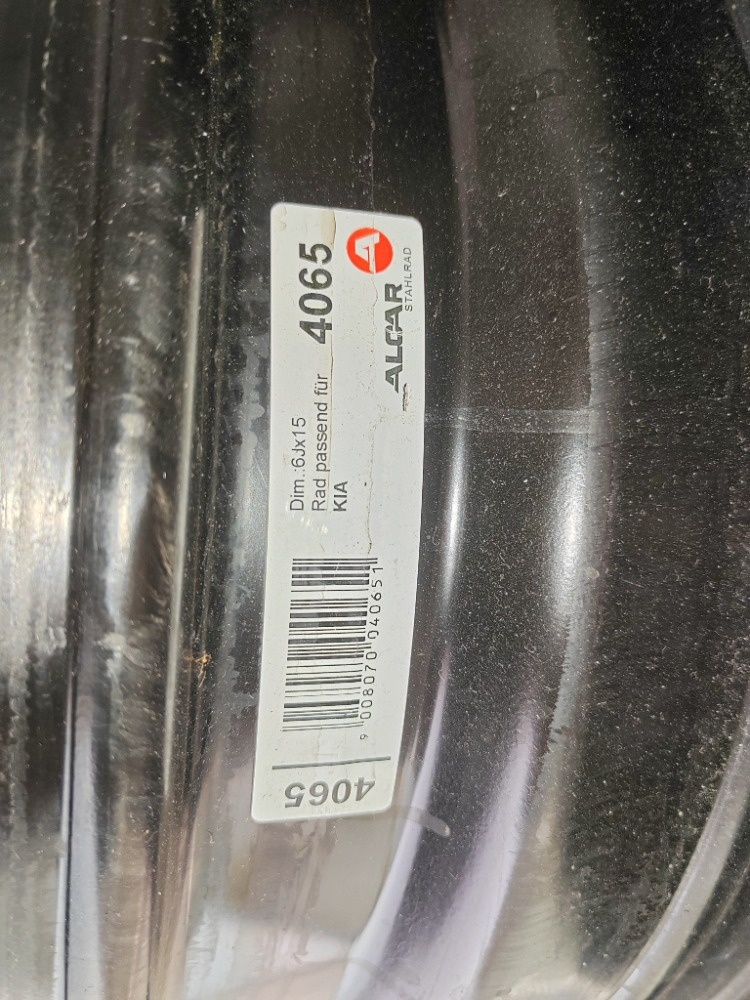 4065
9 008070 040651
Dim.:6Jx15
Rad passend für 4065
KIA
ALCAR
STAHLRAD